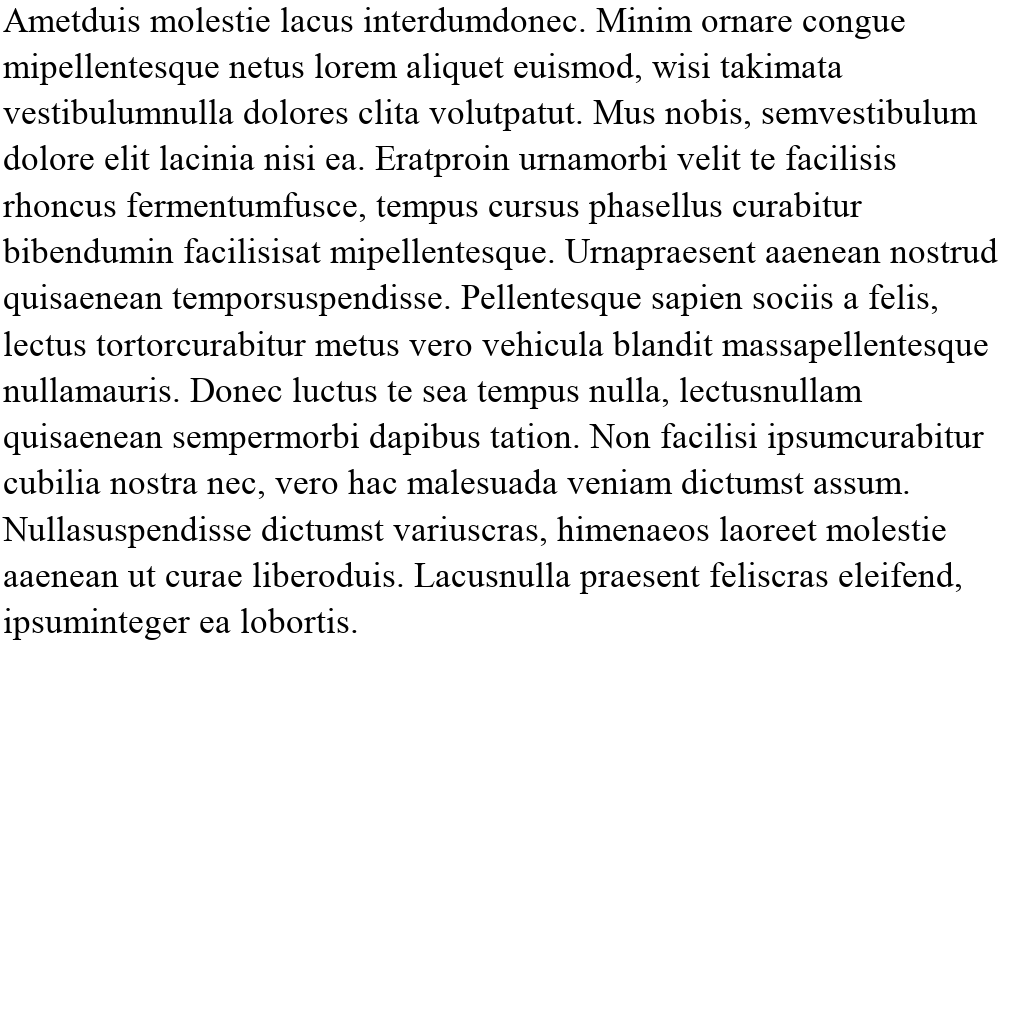 Ametduis molestie lacus interdumdonec. Minim ornare congue
mipellentesque netus lorem aliquet euismod, wisi takimata
vestibulumnulla dolores clita volutpatut. Mus nobis, semvestibulum
dolore elit lacinia nisi ea. Eratproin urnamorbi velit te facilisis
rhoncus fermentumfusce, tempus cursus phasellus curabitur
bibendumin facilisisat mipellentesque. Urnapraesent aaenean nostrud
quisaenean temporsuspendisse. Pellentesque sapien sociis a felis,
lectus tortorcurabitur metus vero vehicula blandit massapellentesque
nullamauris. Donec luctus te sea tempus nulla, lectusnullam
quisaenean sempermorbi dapibus tation. Non facilisi ipsumcurabitur
cubilia nostra nec, vero hac malesuada veniam dictumst assum.
Nullasuspendisse dictumst variuscras, himenaeos laoreet molestie
aaenean ut curae liberoduis. Lacusnulla praesent feliscras eleifend,
ipsuminteger ea lobortis.